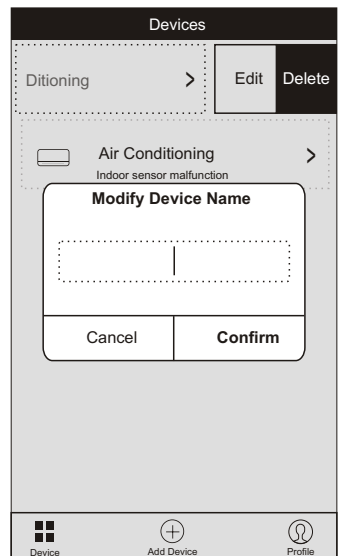 Devices
Ditioning > Edit Delete
Air Conditioning >
Indoor sensor malfunction
Modify Device Name
Cancel Confirm
Device Add Device Profile